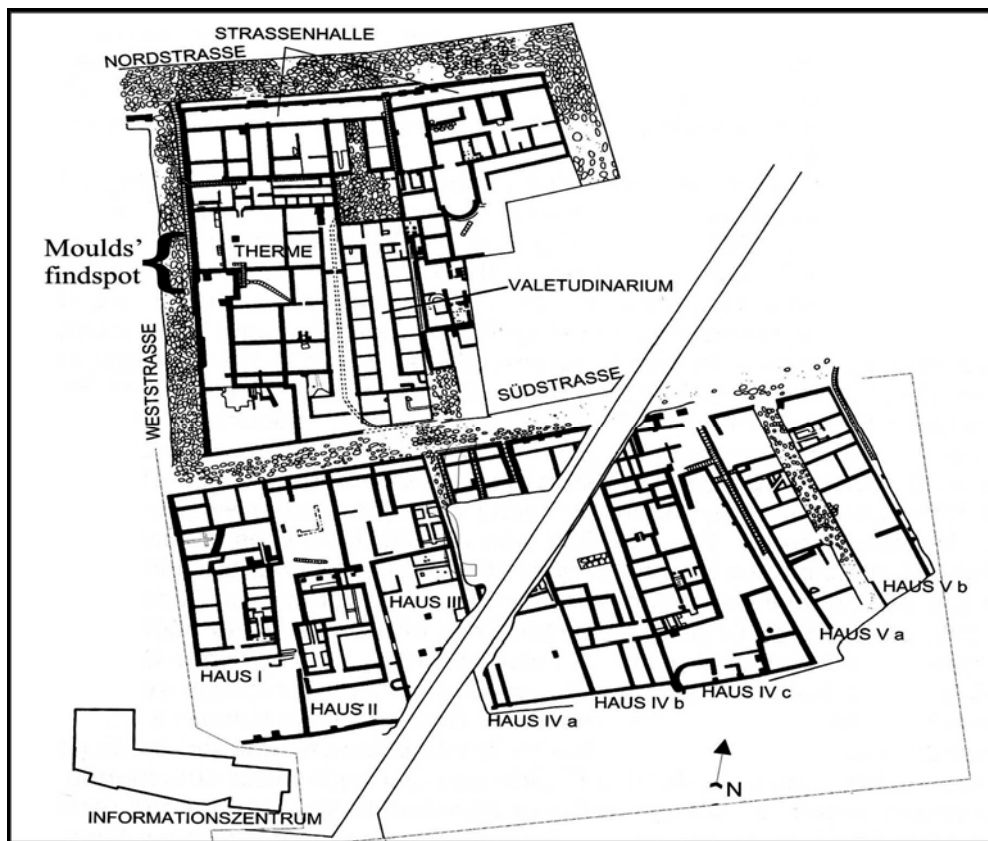 STRASSENHALLE
NORDSTRASSE
Moulds'
findspot
THERME
VALETUDINARIUM
WESTSTRASSE
SÜDSTRASSE
HAUS I
HAUS II
HAUS III
HAUS IV a
HAUS IV b
HAUS IV c
HAUS V a
HAUS V b
N
INFORMATIONSZENTRUM